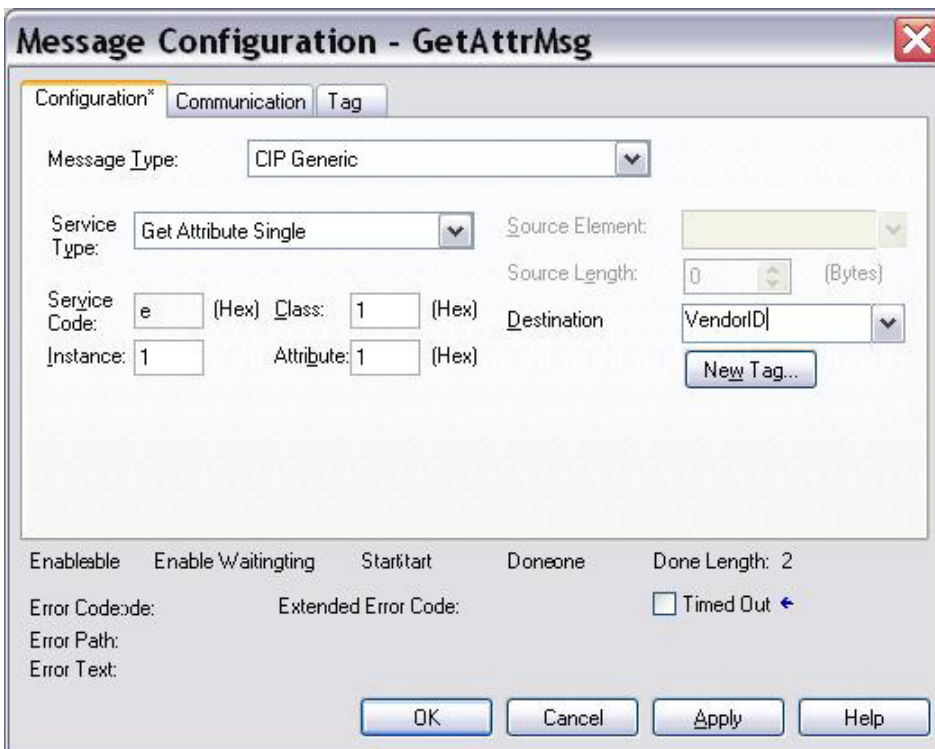 Message Configuration - GetAttrMsg
Configuration* Communication Tag
Message Type: CIP Generic
Service Type: Get Attribute Single
Source Element:
Source Length: 0 (Bytes)
Service Code: e (Hex) Class: 1 (Hex)
Destination VendorID
Instance: 1 Attribute: 1 (Hex)
New Tag...
Enableable Enable Waitingting Startstart Doneone Done Length: 2
Error Codeode: Extended Error Code: Timed Out
Error Path:
Error Text:
OK Cancel Apply Help